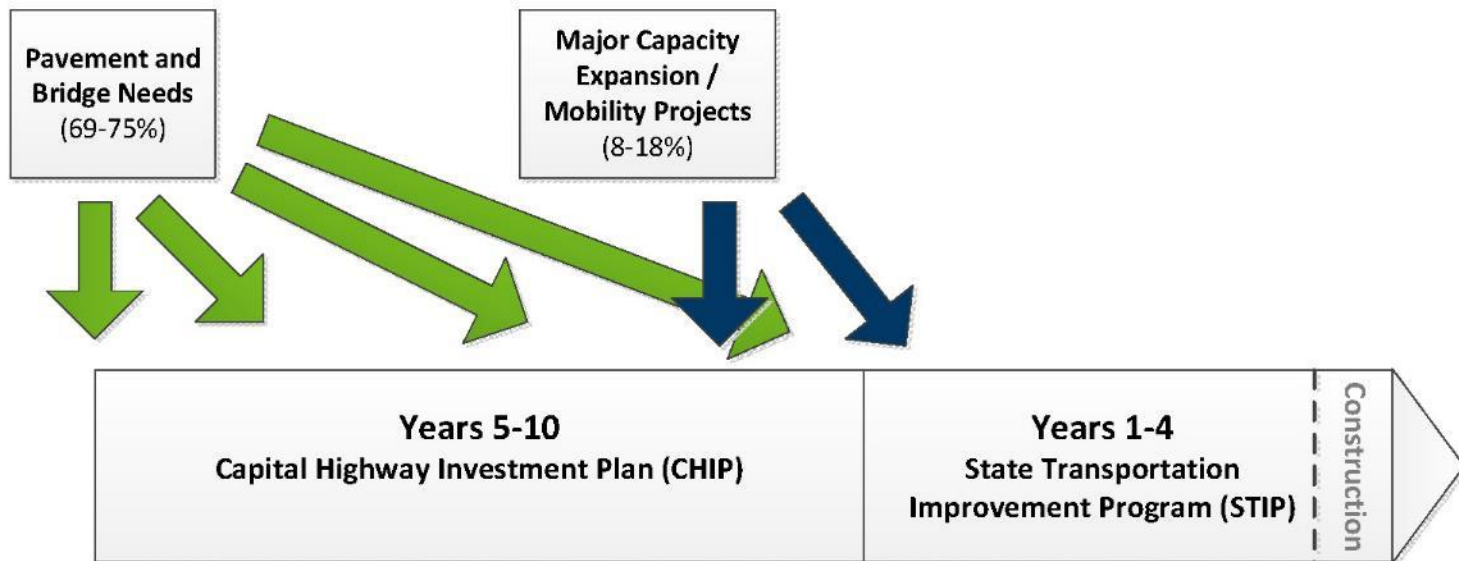 Pavement and
Bridge Needs
(69-75%)
Major Capacity
Expansion /
Mobility Projects
(8-18%)
Years 5-10
Capital Highway Investment Plan (CHIP)
Years 1-4
State Transportation
Improvement Program (STIP)
Construction